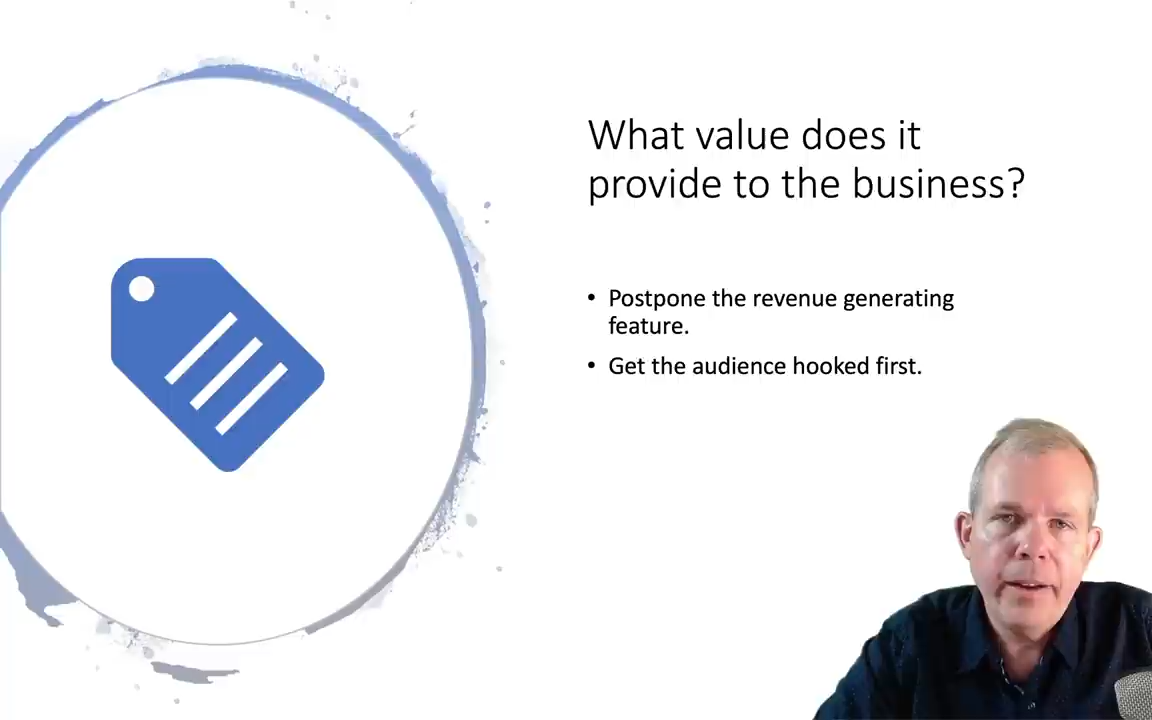 What value does it
provide to the business?
• Postpone the revenue generating
feature.
• Get the audience hooked first.